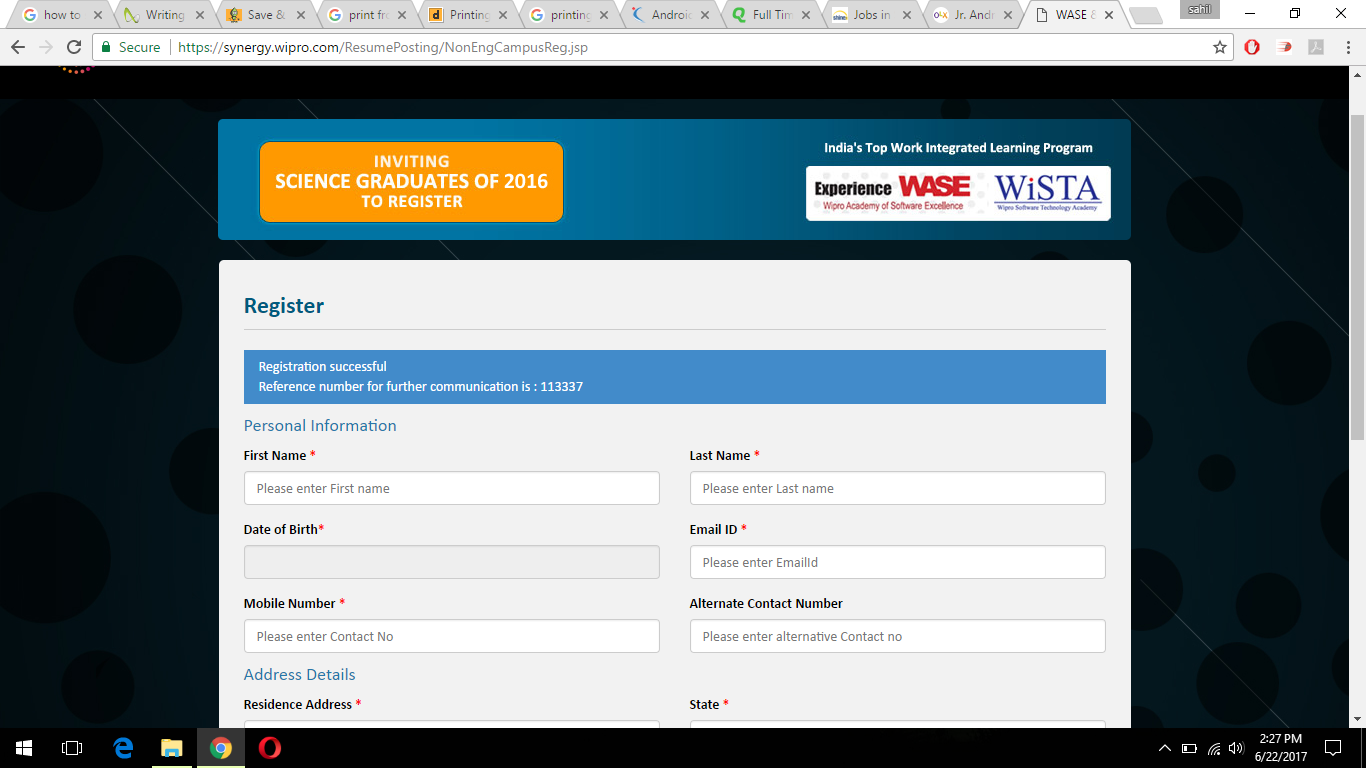 how to
Writing
Save &
print fro
Printing
printing
Androi
Full Tim
Jobs in
Jr. Andr
WASE &
sahil
Secure
https://synergy.wipro.com/ResumePosting/NonEngCampusReg.jsp
INVITING
SCIENCE GRADUATES OF 2016
TO REGISTER
India's Top Work Integrated Learning Program
Experience WASE
Wipro Academy of Software Excellence
WiSTA
Wipro Software Technology Academy
Register
Registration successful
Reference number for further communication is : 113337
Personal Information
First Name *
Last Name *
Please enter First name
Please enter Last name
Date of Birth*
Email ID *
Please enter EmailId
Mobile Number *
Alternate Contact Number
Please enter Contact No
Please enter alternative Contact no
Address Details
Residence Address *
State *
2:27 PM
6/22/2017